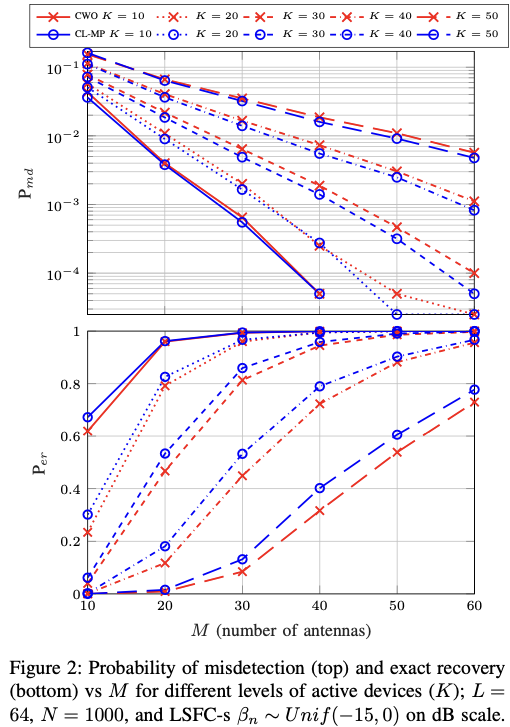 CWO K = 10 K = 20 K = 30 K = 40 K = 50
CL-MP K = 10 K = 20 K = 30 K = 40 K = 50
10⁻¹
10⁻²
10⁻³
10⁻⁴
P_md
1
0.8
0.6
0.4
0.2
0
P_er
10 20 30 40 50 60
M (number of antennas)
Figure 2: Probability of misdetection (top) and exact recovery
(bottom) vs M for different levels of active devices (K); L =
64, N = 1000, and LSFC-s βₙ ∼ Unif(−15, 0) on dB scale.